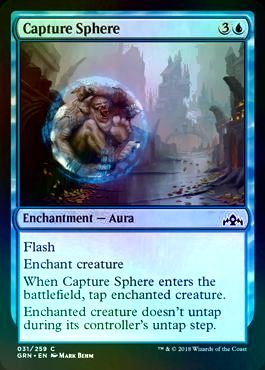 Capture Sphere 3
Enchantment — Aura
Flash
Enchant creature
When Capture Sphere enters the
battlefield, tap enchanted creature.
Enchanted creature doesn't untap
during its controller's untap step.
031/259 C
GRN • EN Mark Behm
™ & © 2018 Wizards of the Coast